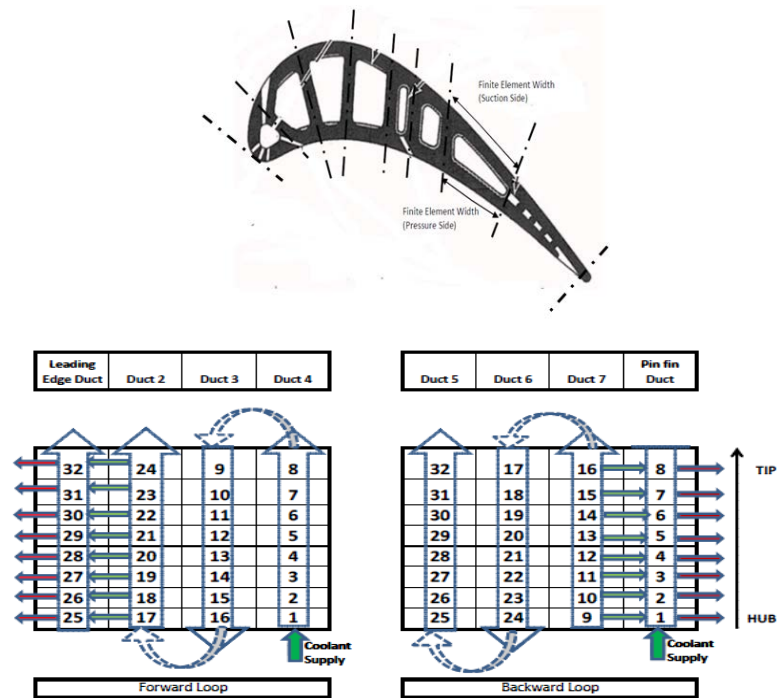 Finite Element Width
(Suction Side)
Finite Element Width
(Pressure Side)
Leading
Edge Duct Duct 2 Duct 3 Duct 4
Duct 5 Duct 6 Duct 7 Pin fin
Duct
32 24 9 8
31 23 10 7
30 22 11 6
29 21 12 5
28 20 13 4
27 19 14 3
26 18 15 2
25 17 16 1
Coolant
Supply
Forward Loop
32 17 16 8
31 18 15 7
30 19 14 6
29 20 13 5
28 21 12 4
27 22 11 3
26 23 10 2
25 24 9 1
Coolant
Supply
Backward Loop
TIP
HUB